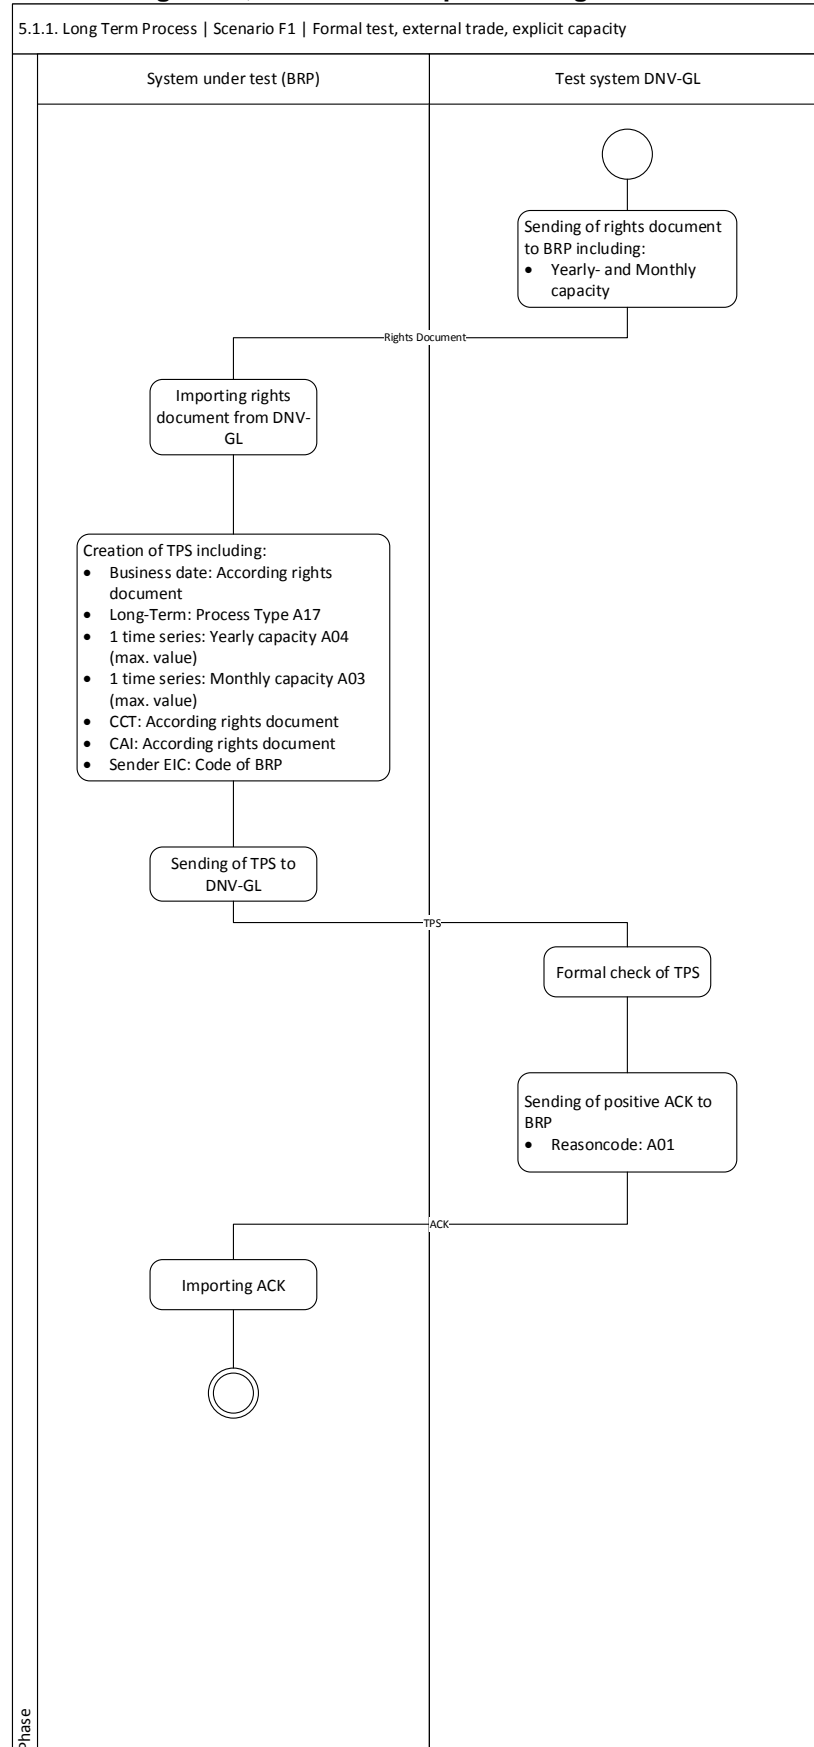 5.1.1. Long Term Process | Scenario F1 | Formal test, external trade, explicit capacity
System under test (BRP)
Test system DNV-GL
Sending of rights document
to BRP including:
• Yearly- and Monthly
capacity
Rights Document
Importing rights
document from DNV-
GL
Creation of TPS including:
• Business date: According rights
document
• Long-Term: Process Type A17
• 1 time series: Yearly capacity A04
(max. value)
• 1 time series: Monthly capacity A03
(max. value)
• CCT: According rights document
• CAI: According rights document
• Sender EIC: Code of BRP
Sending of TPS to
DNV-GL
TPS
Formal check of TPS
Sending of positive ACK to
BRP
• Reasoncode: A01
ACK
Importing ACK
Phase